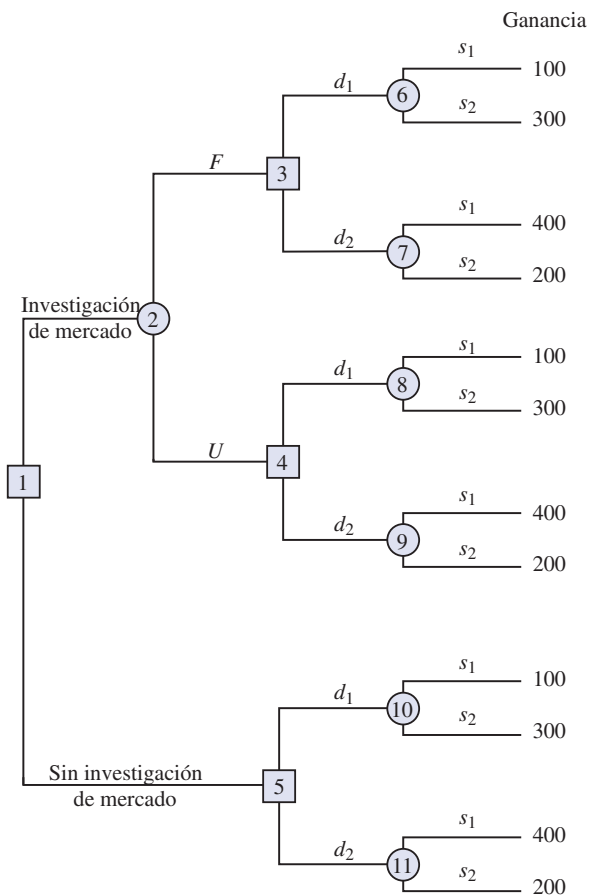 Ganancia
s1
100
d1
6
s2
300
F
3
s1
400
d2
7
s2
200
Investigación
de mercado
2
s1
100
d1
8
s2
300
U
4
1
s1
400
d2
9
s2
200
s1
100
d1
10
s2
300
Sin investigación
de mercado
5
s1
400
d2
11
s2
200